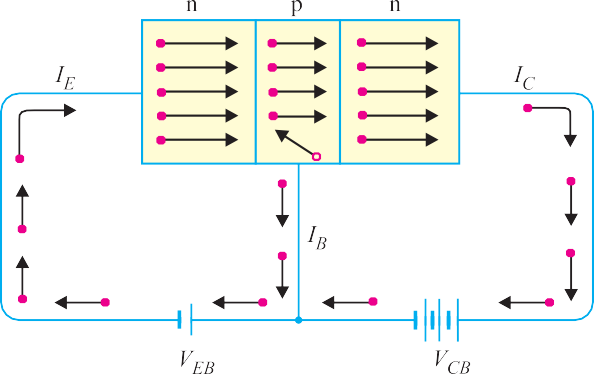 n p n
I_E I_C
I_B
V_EB V_CB